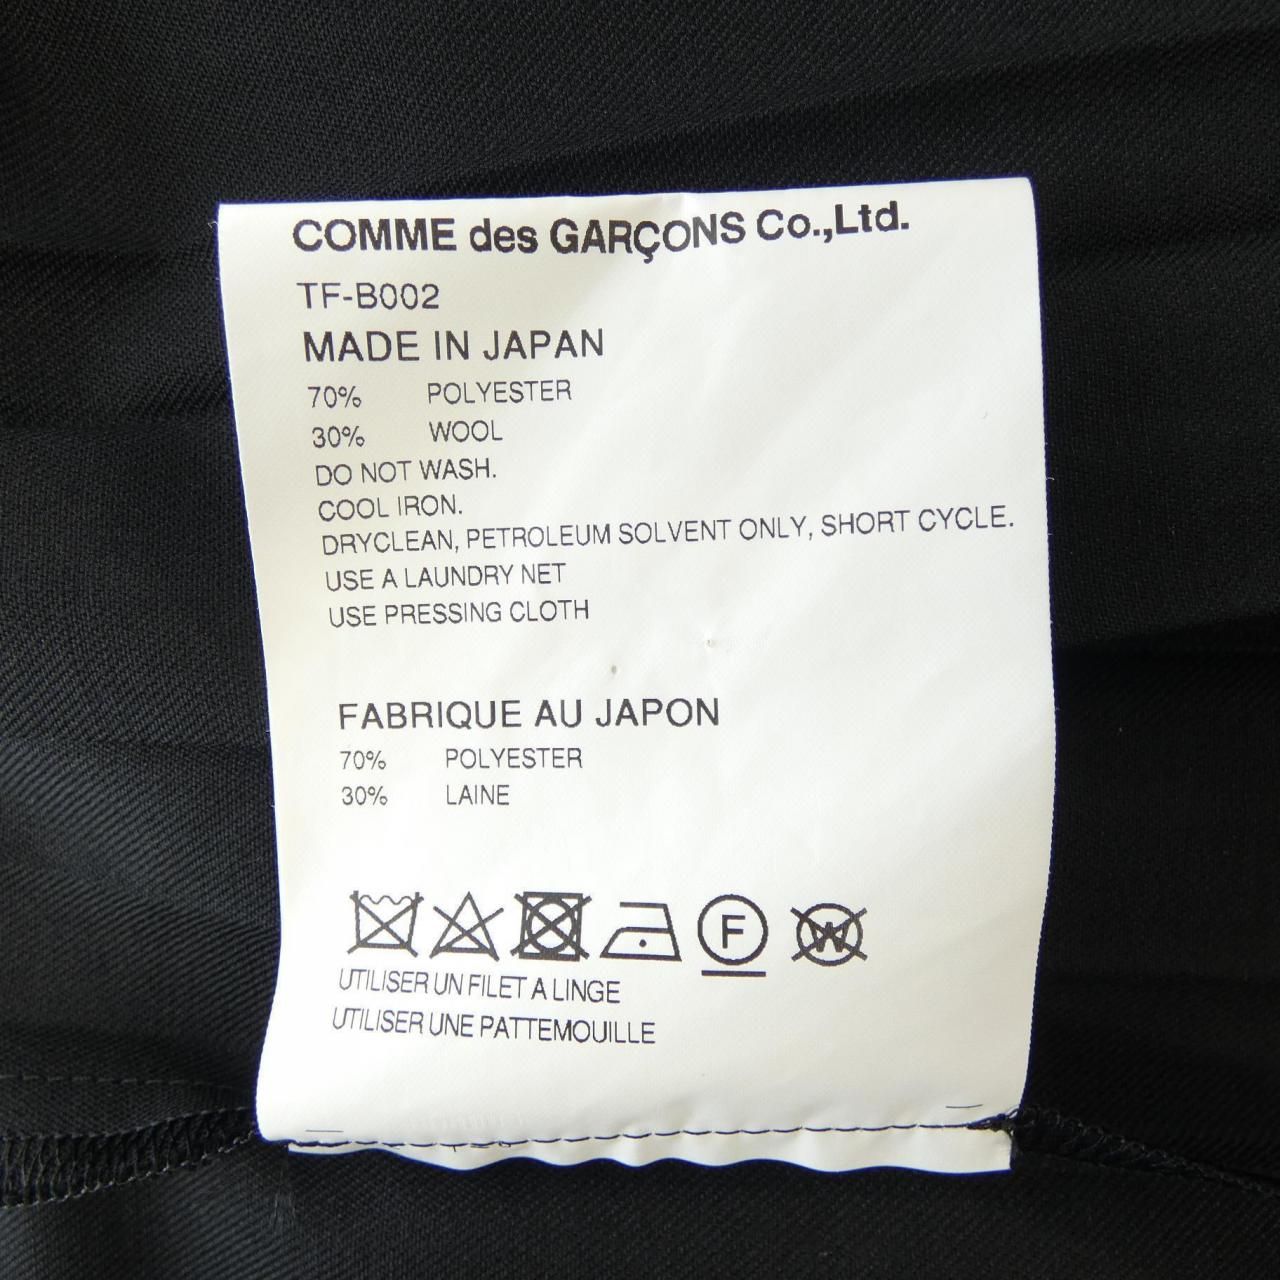 COMME des GARÇONS Co.,Ltd.
TF-B002
MADE IN JAPAN
70% POLYESTER
30% WOOL
DO NOT WASH.
COOL IRON.
DRYCLEAN, PETROLEUM SOLVENT ONLY, SHORT CYCLE.
USE A LAUNDRY NET
USE PRESSING CLOTH
FABRIQUE AU JAPON
70% POLYESTER
30% LAINE
F W
UTILISER UN FILET A LINGE
UTILISER UNE PATTEMOUILLE